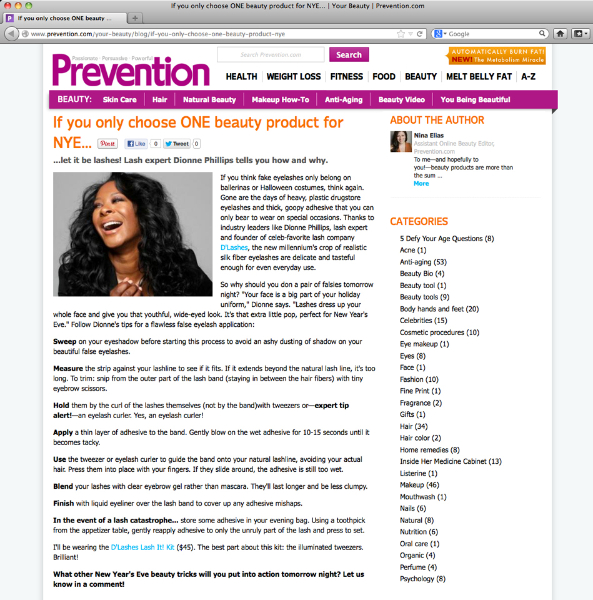 If you only choose ONE beauty product for NYE... | Your Beauty | Prevention.com
If you only choose ONE beauty ...
www.prevention.com/your-beauty/blog/if-you-only-choose-one-beauty-product-nye
Google
Prevention
Search Prevention.com
Search
AUTOMATICALLY BURN FAT!
NEW! The Metabolism Miracle
HEALTH WEIGHT LOSS FITNESS FOOD BEAUTY MELT BELLY FAT A-Z
BEAUTY: Skin Care Hair Natural Beauty Makeup How-To Anti-Aging Beauty Video You Being Beautiful
If you only choose ONE beauty product for
NYE...
Pin it Like 0 Tweet 0
...let it be lashes! Lash expert Dionne Phillips tells you how and why.
If you think fake eyelashes only belong on
ballerinas or Halloween costumes, think again.
Gone are the days of heavy, plastic drugstore
eyelashes and thick, goopy adhesive that you can
only bear to wear on special occasions. Thanks to
industry leaders like Dionne Phillips, lash expert
and founder of celeb-favorite lash company
D'Lashes, the new millennium's crop of realistic
silk fiber eyelashes are delicate and tasteful
enough for even everyday use.
So why should you don a pair of falsies tomorrow
night? "Your face is a big part of your holiday
uniform," Dionne says. "Lashes dress up your
whole face and give you that youthful, wide-eyed look. It's that extra little pop, perfect for New Year's
Eve." Follow Dionne's tips for a flawless false eyelash application:
Sweep on your eyeshadow before starting this process to avoid an ashy dusting of shadow on your
beautiful false eyelashes.
Measure the strip against your lashline to see if it fits. If it extends beyond the natural lash line, it's too
long. To trim: snip from the outer part of the lash band (staying in between the hair fibers) with tiny
eyebrow scissors.
Hold them by the curl of the lashes themselves (not by the band)with tweezers or—expert tip
alert!—an eyelash curler. Yes, an eyelash curler!
Apply a thin layer of adhesive to the band. Gently blow on the wet adhesive for 10-15 seconds until it
becomes tacky.
Use the tweezer or eyelash curler to guide the band onto your natural lashline, avoiding your actual
hair. Press them into place with your fingers. If they slide around, the adhesive is still too wet.
Blend your lashes with clear eyebrow gel rather than mascara. They'll last longer and be less clumpy.
Finish with liquid eyeliner over the lash band to cover up any adhesive mishaps.
In the event of a lash catastrophe... store some adhesive in your evening bag. Using a toothpick
from the appetizer table, gently reapply adhesive to only the unruly part of the lash and press to set.
I'll be wearing the D'Lashes Lash It! Kit ($45). The best part about this kit: the illuminated tweezers.
Brilliant!
What other New Year's Eve beauty tricks will you put into action tomorrow night? Let us
know in a comment!
ABOUT THE AUTHOR
Nina Elias
Assistant Online Beauty Editor,
Prevention.com
To me—and hopefully to
you!—beauty products are more than
the sum ...
More
CATEGORIES
5 Defy Your Age Questions (8)
Acne (1)
Anti-aging (53)
Beauty Bio (4)
Beauty tool (1)
Beauty tools (9)
Body hands and feet (20)
Celebrities (15)
Cosmetic procedures (10)
Eye makeup (1)
Eyes (8)
Face (1)
Fashion (10)
Fine Print (1)
Fragrance (2)
Gifts (1)
Hair (34)
Hair color (2)
Home remedies (8)
Inside Her Medicine Cabinet (13)
Listerine (1)
Makeup (46)
Mouthwash (1)
Nails (6)
Natural (8)
Nutrition (6)
Oral care (1)
Organic (4)
Perfume (4)
Psychology (8)